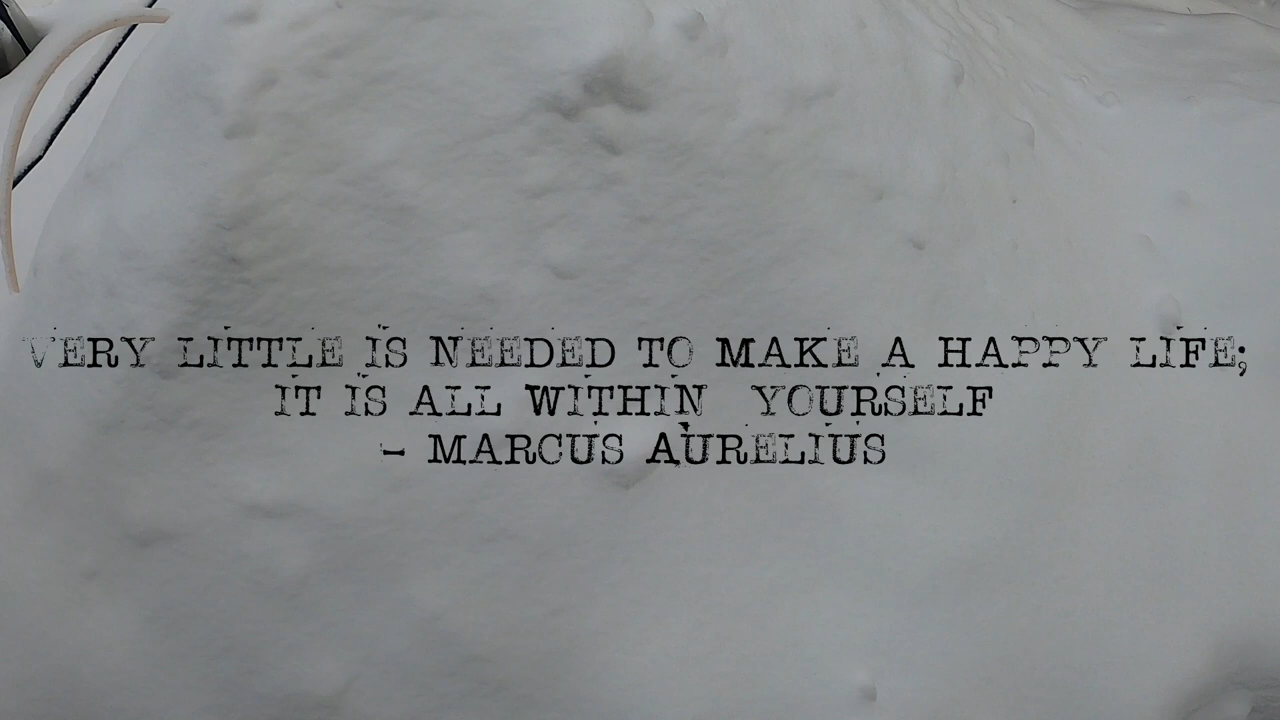 VERY LITTLE IS NEEDED TO MAKE A HAPPY LIFE;
IT IS ALL WITHIN  YOURSELF
- MARCUS AURELIUS